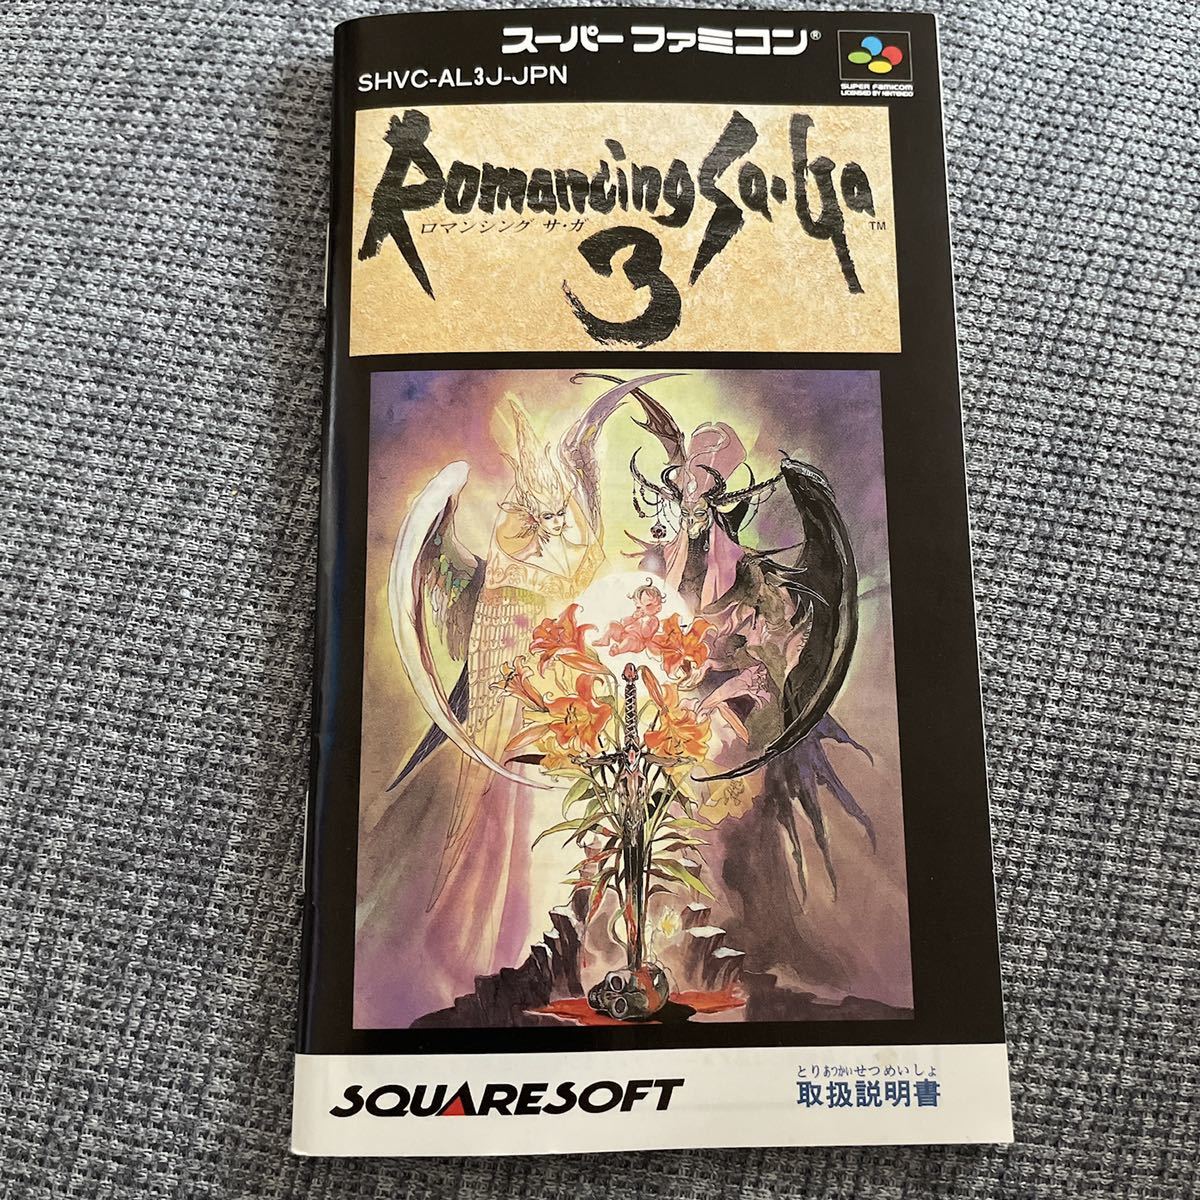 スーパーファミコン®
SHVC-AL3J-JPN
SUPER FAMICOM
LICENSED BY NINTENDO
Romancing Sa·Ga
ロマンシング サ・ガ
TM
3
SQUARESOFT
とりあつかいせつめいしょ
取扱説明書